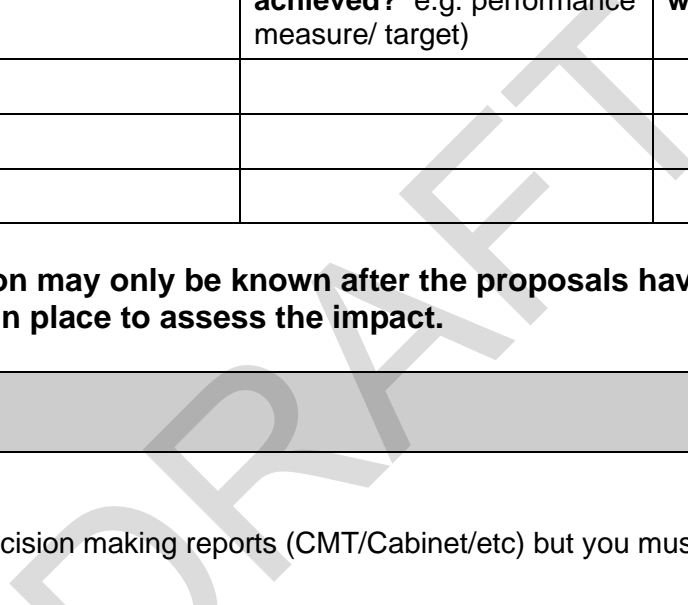 achieved? e.g. performance
measure/ target)
on may only be known after the proposals hav
n place to assess the impact.
cision making reports (CMT/Cabinet/etc) but you mus
DRAFT